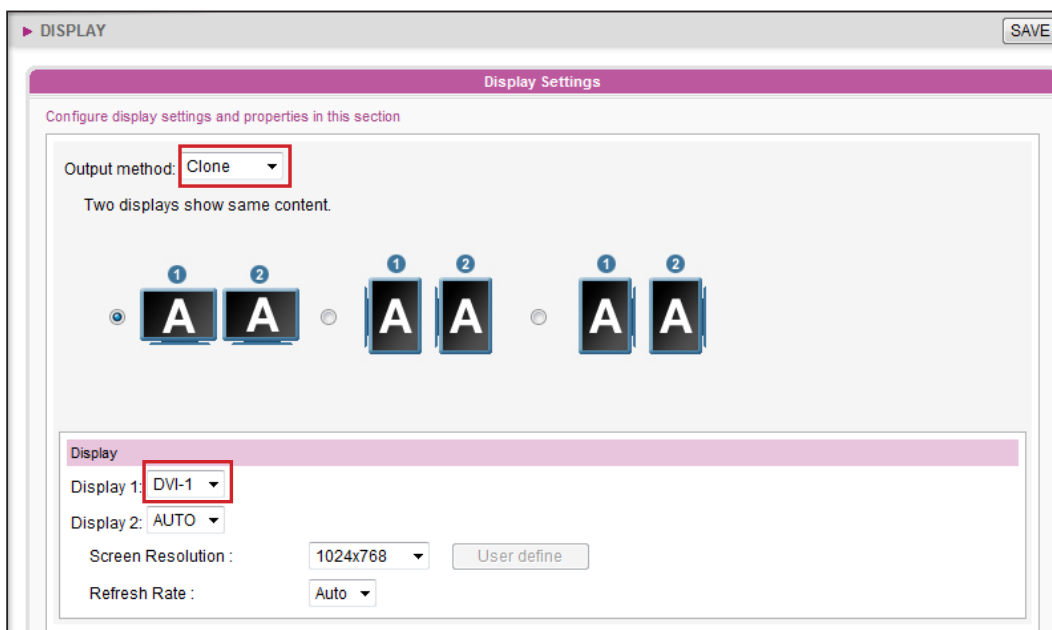 DISPLAY SAVE
Display Settings
Configure display settings and properties in this section
Output method: Clone
Two displays show same content.
1 2 1 2 1 2
A A A A A A
Display
Display 1: DVI-1
Display 2: AUTO
Screen Resolution : 1024x768 User define
Refresh Rate : Auto